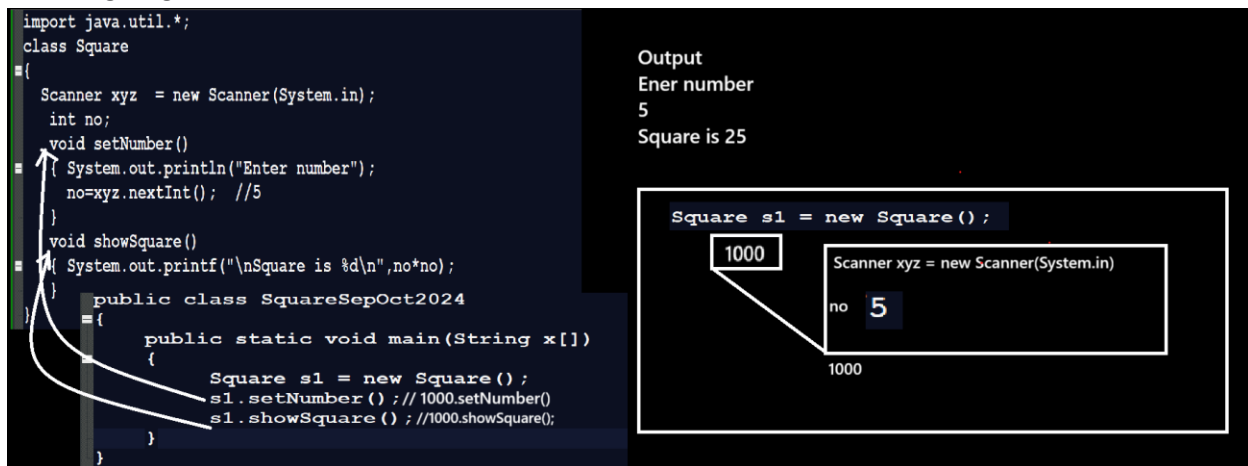 import java.util.*;
class Square
{
Scanner xyz = new Scanner(System.in);
int no;
void setNumber()
{ System.out.println("Enter number");
no=xyz.nextInt(); //5
}
void showSquare()
{ System.out.printf("\nSquare is %d\n",no*no);
}
}
public class SquareSepOct2024
{
public static void main(String x[])
{
Square s1 = new Square();
s1.setNumber();// 1000.setNumber()
s1.showSquare();//1000.showSquare();
}
}
Output
Ener number
5
Square is 25
Square s1 = new Square();
1000
Scanner xyz = new Scanner(System.in)
no 5
1000